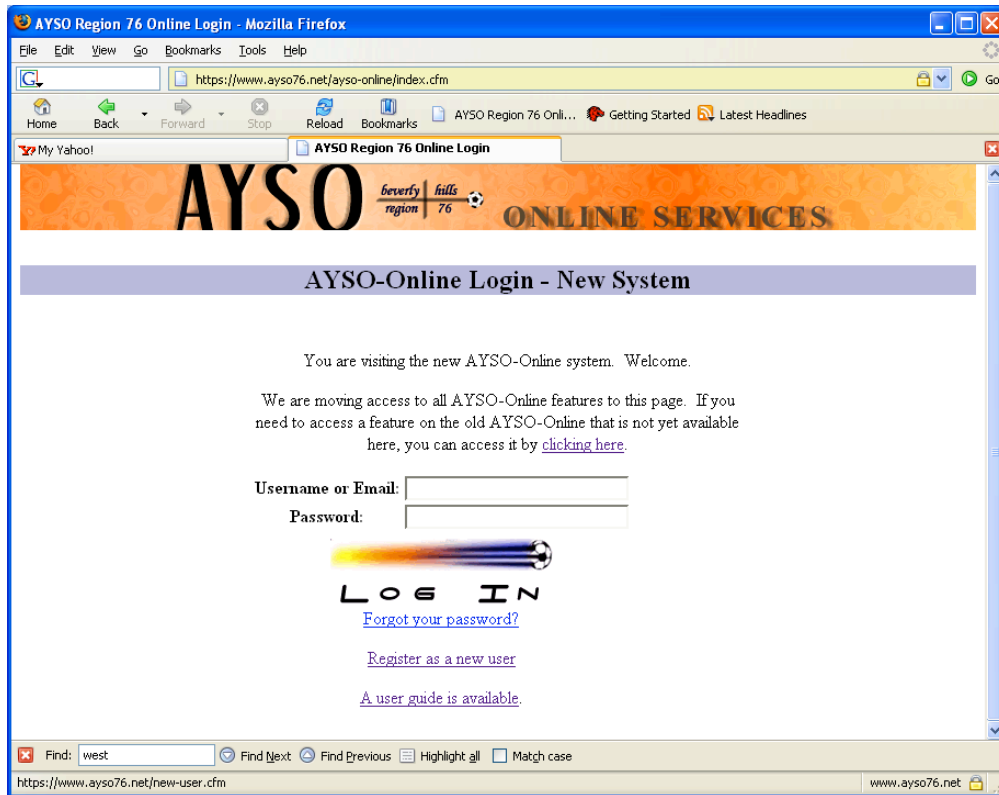 AYSO Region 76 Online Login - Mozilla Firefox
File Edit View Go Bookmarks Tools Help
G https://www.ayso76.net/ayso-online/index.cfm Go
Home Back Forward Stop Reload Bookmarks AYSO Region 76 Onli... Getting Started Latest Headlines
Y? My Yahoo! AYSO Region 76 Online Login
AYSO beverly hills region 76 ONLINE SERVICES
AYSO-Online Login - New System
You are visiting the new AYSO-Online system. Welcome.
We are moving access to all AYSO-Online features to this page. If you
need to access a feature on the old AYSO-Online that is not yet available
here, you can access it by clicking here.
Username or Email:
Password:
LOG IN
Forgot your password?
Register as a new user
A user guide is available.
Find: west Find Next Find Previous Highlight all Match case
https://www.ayso76.net/new-user.cfm www.ayso76.net